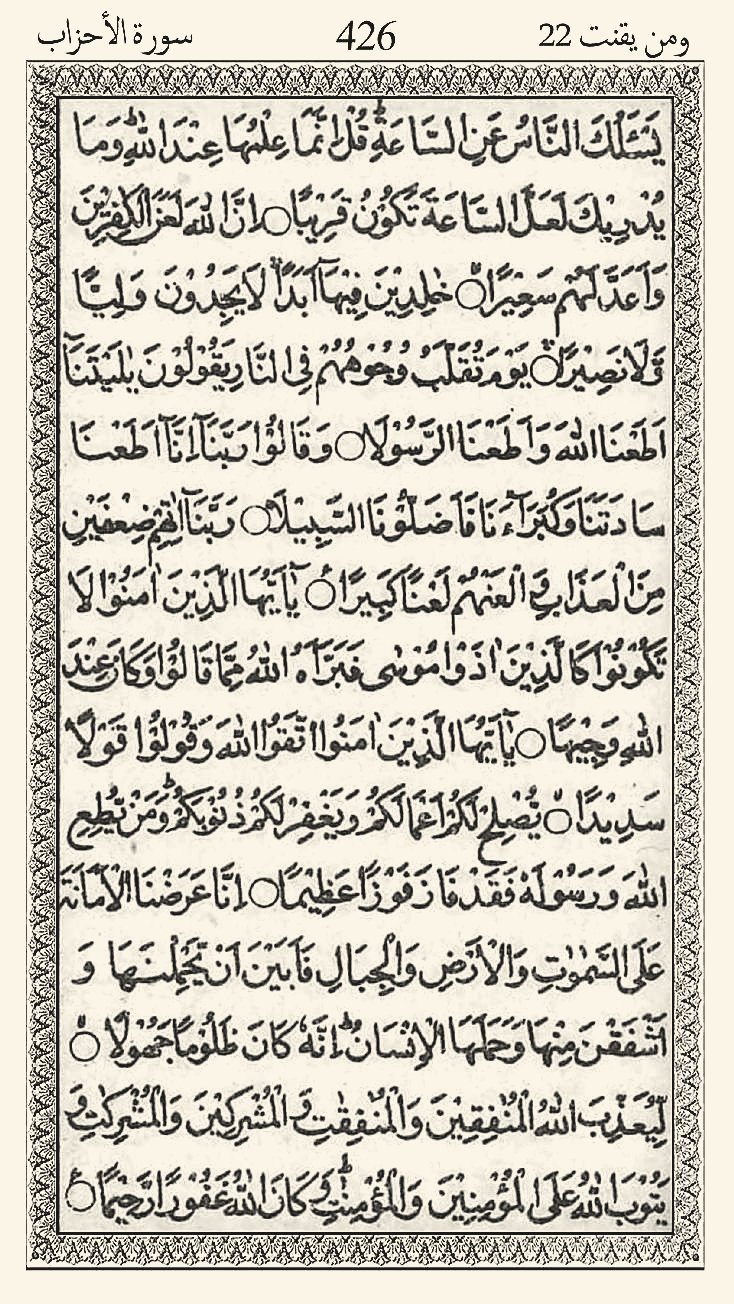 ومن يقنت 22 426 سورة الأحزاب
يَسْـَٔلُكَ النَّاسُ عَنِ السَّاعَةِؕ قُلْ اِنَّمَا عِلْمُهَا عِنْدَ اللّٰهِؕ وَمَا
يُدْرِيْكَ لَعَلَّ السَّاعَةَ تَكُوْنُ قَرِيْبًا○ اِنَّ اللّٰهَ لَعَنَ الْكٰفِرِيْنَ
وَاَعَدَّ لَهُمْ سَعِيْرًا○ۙ خٰلِدِيْنَ فِيْهَاۤ اَبَدًاۚ لَا يَجِدُوْنَ وَلِيًّا
وَّلَا نَصِيْرًا○ۚ يَوْمَ تُقَلَّبُ وُجُوْهُهُمْ فِى النَّارِ يَقُوْلُوْنَ يٰلَيْتَنَاۤ
اَطَعْنَا اللّٰهَ وَاَطَعْنَا الرَّسُوْلَا○ وَقَالُوْا رَبَّنَاۤ اِنَّاۤ اَطَعْنَا
سَادَتَنَا وَكُبَرَآءَنَا فَاَضَلُّوْنَا السَّبِيْلَا○ رَبَّنَاۤ اٰتِهِمْ ضِعْفَيْنِ
مِنَ الْعَذَابِ وَالْعَنْهُمْ لَعْنًا كَبِيْرًا○ۧ يٰۤاَيُّهَا الَّذِيْنَ اٰمَنُوْا لَا
تَكُوْنُوْا كَالَّذِيْنَ اٰذَوْا مُوْسٰى فَبَرَّاَهُ اللّٰهُ مِمَّا قَالُوْاؕ وَكَانَ عِنْدَ
اللّٰهِ وَجِيْهًا○ يٰۤاَيُّهَا الَّذِيْنَ اٰمَنُوا اتَّقُوا اللّٰهَ وَقُوْلُوْا قَوْلًا
سَدِيْدًا○ۙ يُّصْلِحْ لَكُمْ اَعْمَالَكُمْ وَيَغْفِرْ لَكُمْ ذُنُوْبَكُمْؕ وَمَنْ يُّطِعِ
اللّٰهَ وَرَسُوْلَهٗ فَقَدْ فَازَ فَوْزًا عَظِيْمًا○ اِنَّا عَرَضْنَا الْاَمَانَةَ
عَلَى السَّمٰوٰتِ وَالْاَرْضِ وَالْجِبَالِ فَاَبَيْنَ اَنْ يَّحْمِلْنَهَا وَ
اَشْفَقْنَ مِنْهَا وَحَمَلَهَا الْاِنْسَانُؕ اِنَّهٗ كَانَ ظَلُوْمًا جَهُوْلًا○ۙ
لِّيُعَذِّبَ اللّٰهُ الْمُنٰفِقِيْنَ وَالْمُنٰفِقٰتِ وَالْمُشْرِكِيْنَ وَالْمُشْرِكٰتِ وَ
يَتُوْبَ اللّٰهُ عَلَى الْمُؤْمِنِيْنَ وَالْمُؤْمِنٰتِؕ وَكَانَ اللّٰهُ غَفُوْرًا رَّحِيْمًا○ۧ